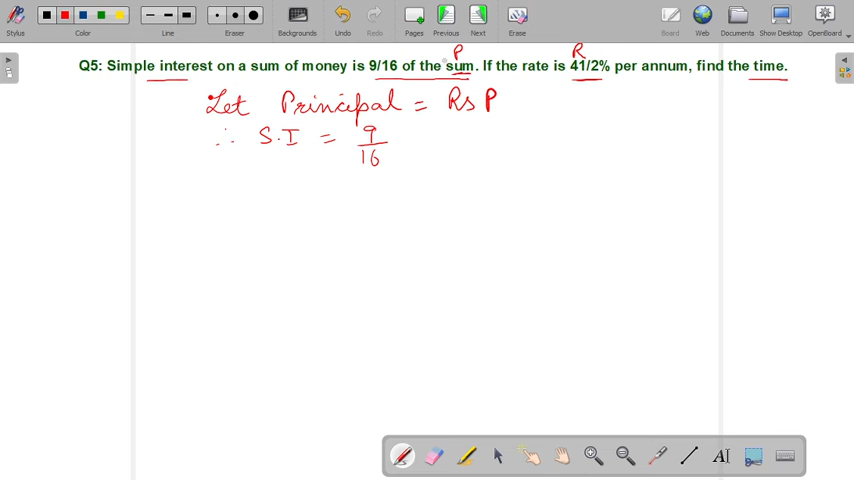 Stylus Color Line Eraser Backgrounds Undo Redo Pages Previous Next Erase Board Web Documents Show Desktop OpenBoard
P R
Q5: Simple interest on a sum of money is 9/16 of the sum. If the rate is 41/2% per annum, find the time.
Let Principal = Rs P
∴ S.I = 9/16